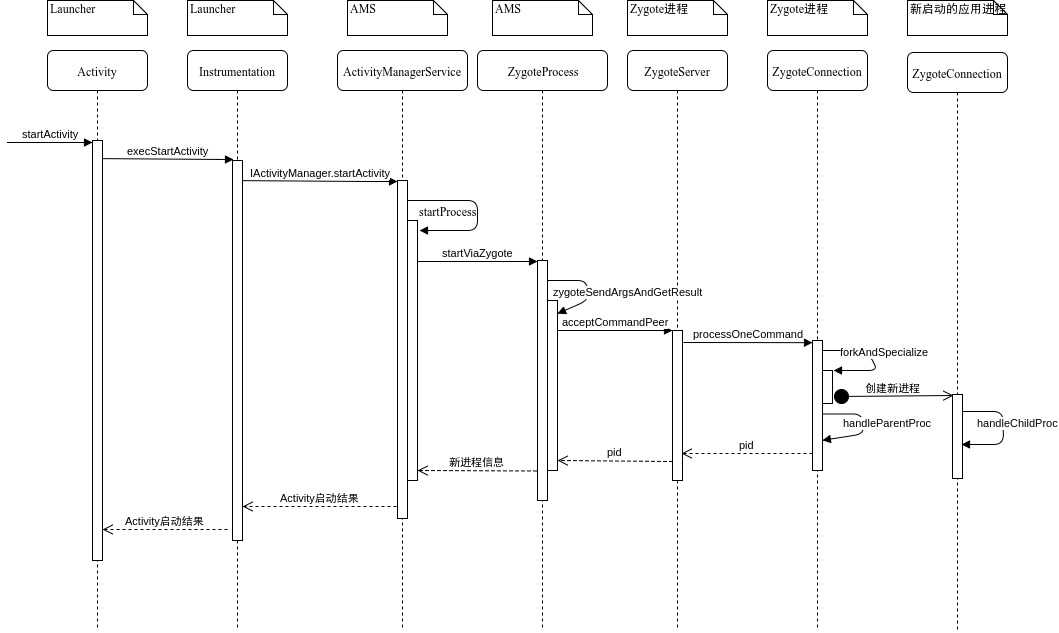 Launcher
Launcher
AMS
AMS
Zygote进程
Zygote进程
新启动的应用进程
Activity
Instrumentation
ActivityManagerService
ZygoteProcess
ZygoteServer
ZygoteConnection
ZygoteConnection
startActivity
execStartActivity
IActivityManager.startActivity
startProcess
startViaZygote
zygoteSendArgsAndGetResult
acceptCommandPeer
processOneCommand
forkAndSpecialize
创建新进程
handleParentProc
handleChildProc
pid
pid
新进程信息
Activity启动结果
Activity启动结果